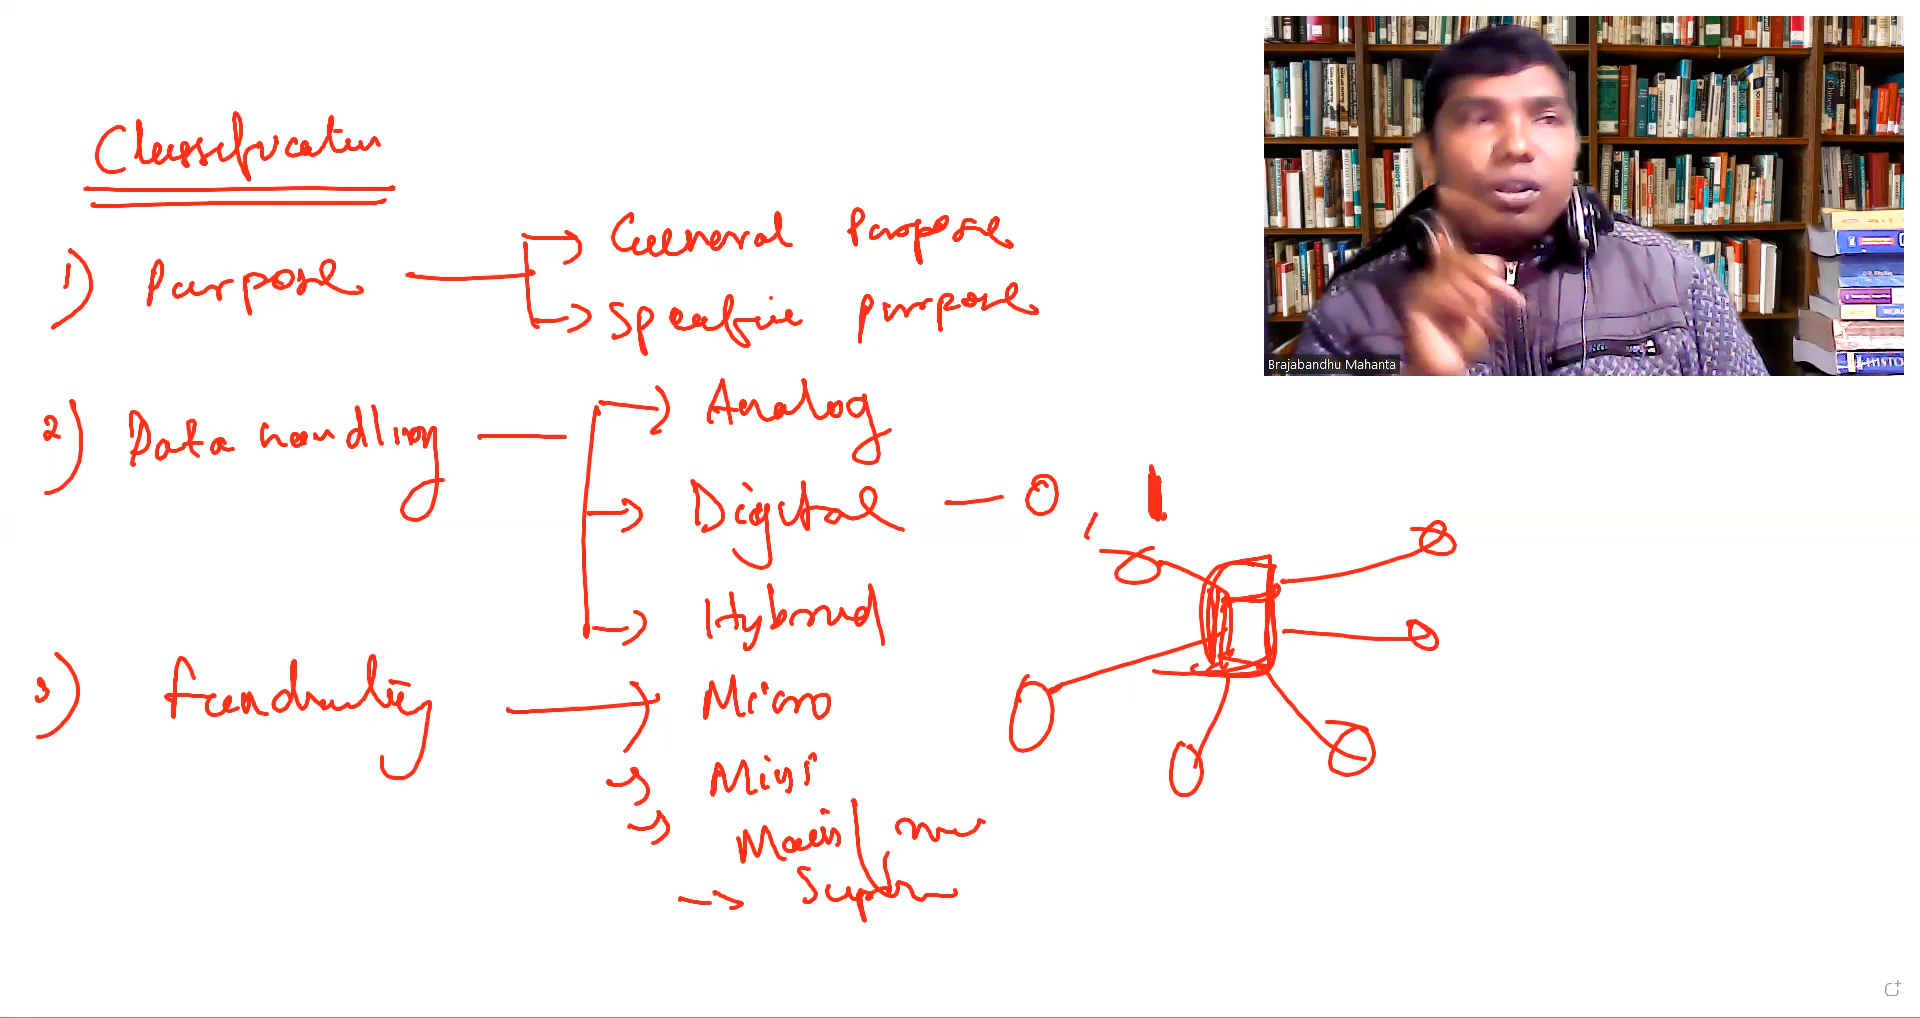 Classification
1) Purpose
General Purpose
Specific purpose
2) Data handling
Analog
Digital — 0, 1
Hybrid
3) Functionality
Micro
Mini
Main /
Super
Brajabandhu Mahanta